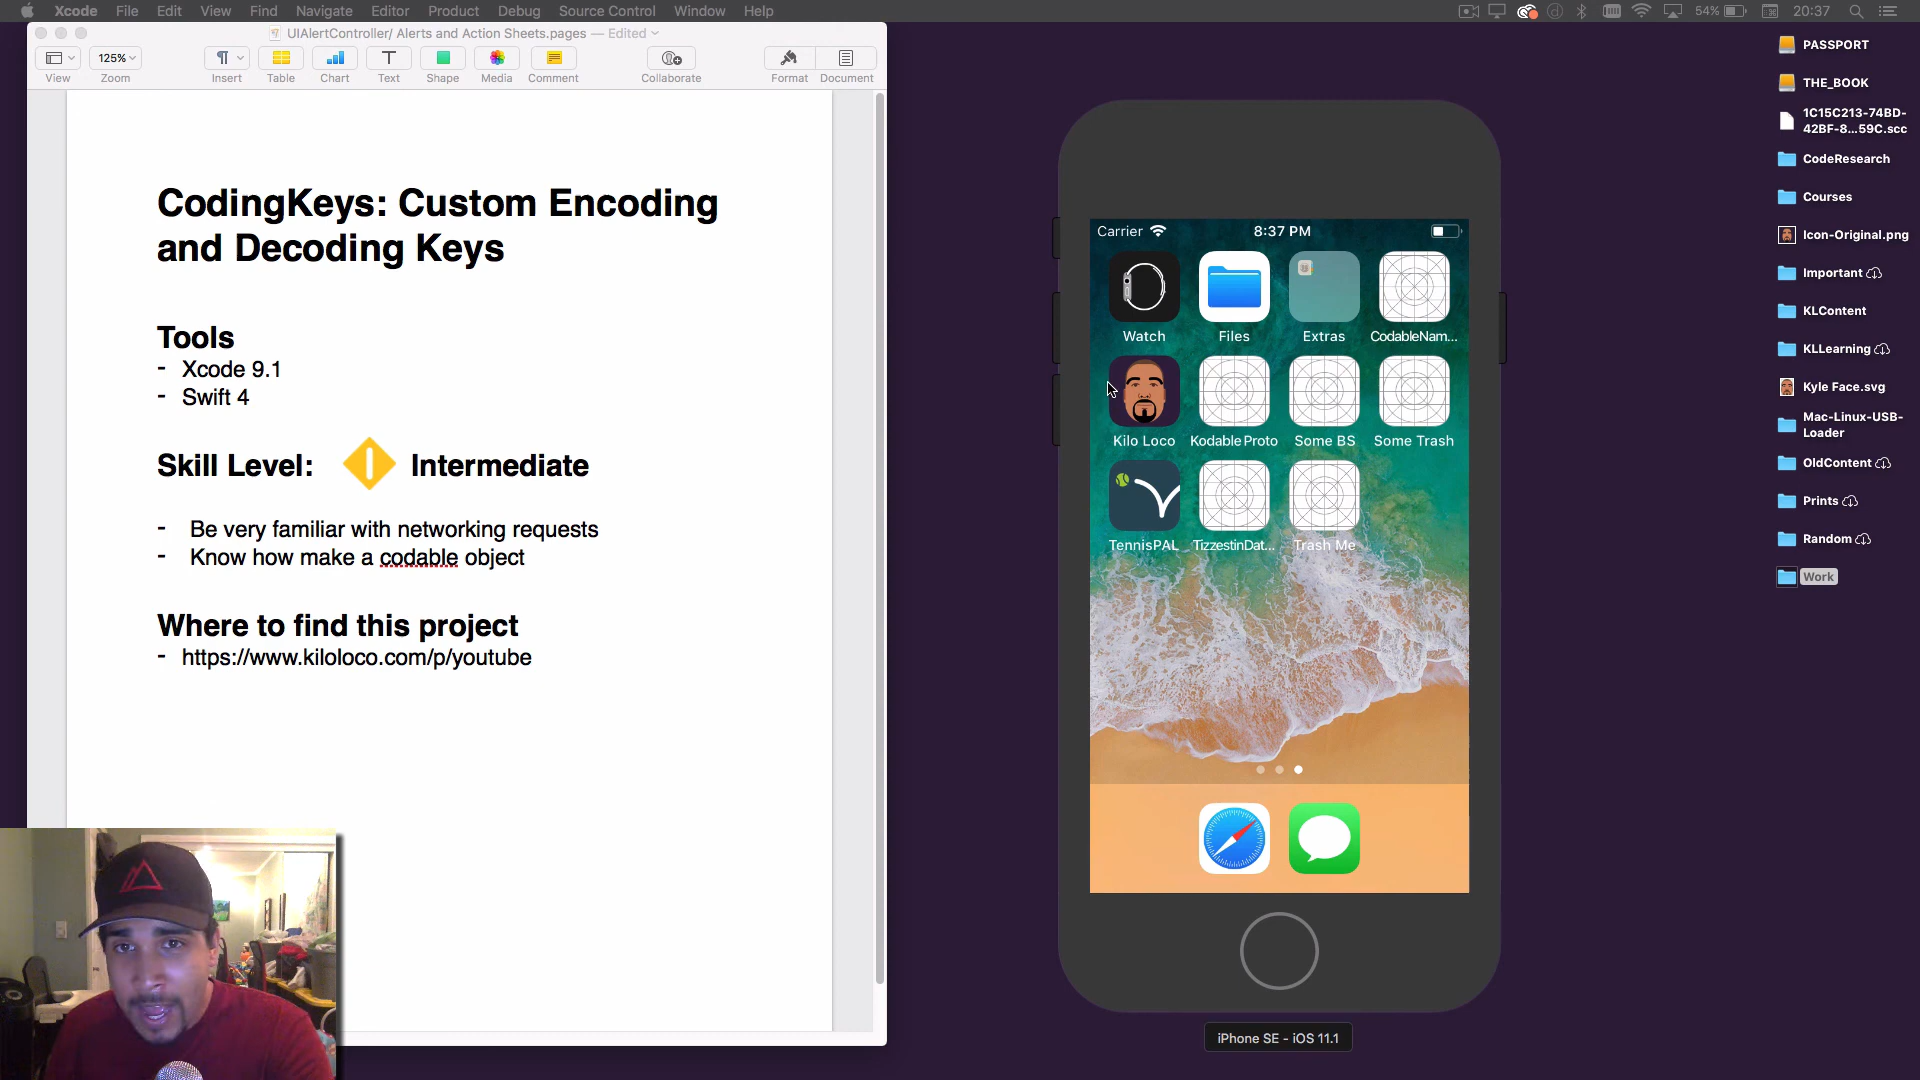 Xcode File Edit View Find Navigate Editor Product Debug Source Control Window Help
54% 20:37
UIAlertController/ Alerts and Action Sheets.pages — Edited
125%
View Zoom Insert Table Chart Text Shape Media Comment Collaborate Format Document
CodingKeys: Custom Encoding
and Decoding Keys
Tools
- Xcode 9.1
- Swift 4
Skill Level: Intermediate
- Be very familiar with networking requests
- Know how make a codable object
Where to find this project
- https://www.kiloloco.com/p/youtube
Carrier 8:37 PM
Watch Files Extras CodableNam...
Kilo Loco Kodable Proto Some BS Some Trash
TennisPAL TizzestinDat... Trash Me
iPhone SE - iOS 11.1
PASSPORT
THE_BOOK
1C15C213-74BD-
42BF-8...59C.scc
CodeResearch
Courses
Icon-Original.png
Important
KLContent
KLLearning
Kyle Face.svg
Mac-Linux-USB-
Loader
OldContent
Prints
Random
Work